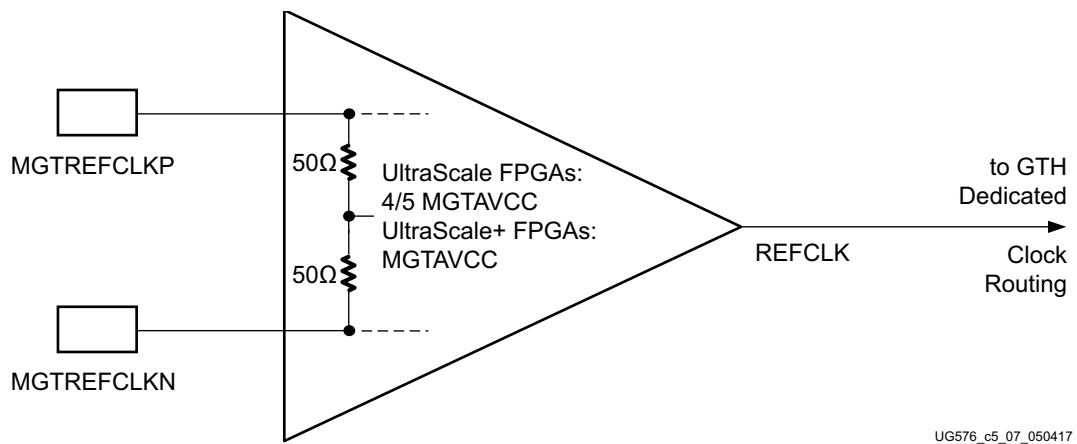 MGTREFCLKP
50Ω
UltraScale FPGAs:
4/5 MGTAVCC
UltraScale+ FPGAs:
MGTAVCC
50Ω
MGTREFCLKN
REFCLK
to GTH
Dedicated
Clock
Routing
UG576_c5_07_050417